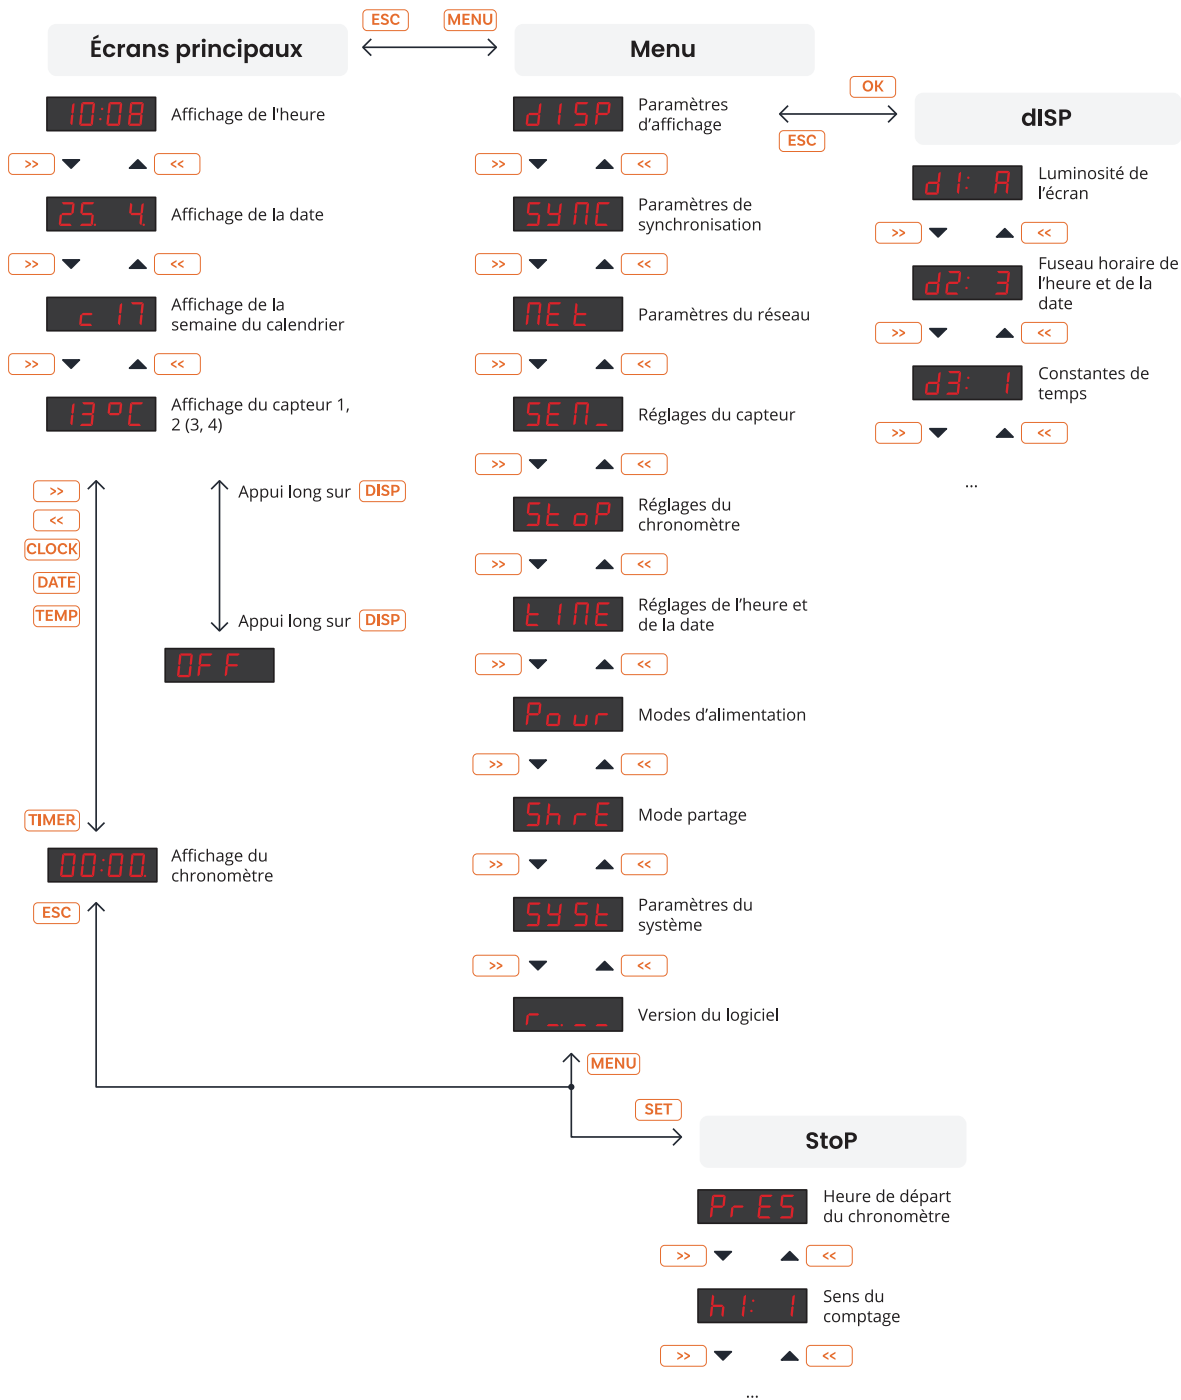 ESC
MENU
Écrans principaux
Menu
10:08
Affichage de l'heure
>>
<<
25. 4.
Affichage de la date
>>
<<
c 17
Affichage de la
semaine du calendrier
>>
<<
13 °C
Affichage du capteur 1,
2 (3, 4)
>>
<<
CLOCK
DATE
TEMP
Appui long sur DISP
Appui long sur DISP
OFF
TIMER
00:00.
Affichage du
chronomètre
ESC
dISP
Paramètres
d'affichage
>>
<<
SYNC
Paramètres de
synchronisation
>>
<<
NEt
Paramètres du réseau
>>
<<
SEN_
Réglages du capteur
>>
<<
StoP
Réglages du
chronomètre
>>
<<
tIME
Réglages de l'heure et
de la date
>>
<<
Pour
Modes d'alimentation
>>
<<
ShrE
Mode partage
>>
<<
SYSt
Paramètres du
système
>>
<<
r _. _ _
Version du logiciel
MENU
OK
ESC
dISP
d1: A
Luminosité de
l'écran
>>
<<
d2: 3
Fuseau horaire de
l'heure et de la
date
>>
<<
d3: 1
Constantes de
temps
>>
<<
...
SET
StoP
PrES
Heure de départ
du chronomètre
>>
<<
h1: 1
Sens du
comptage
>>
<<
...